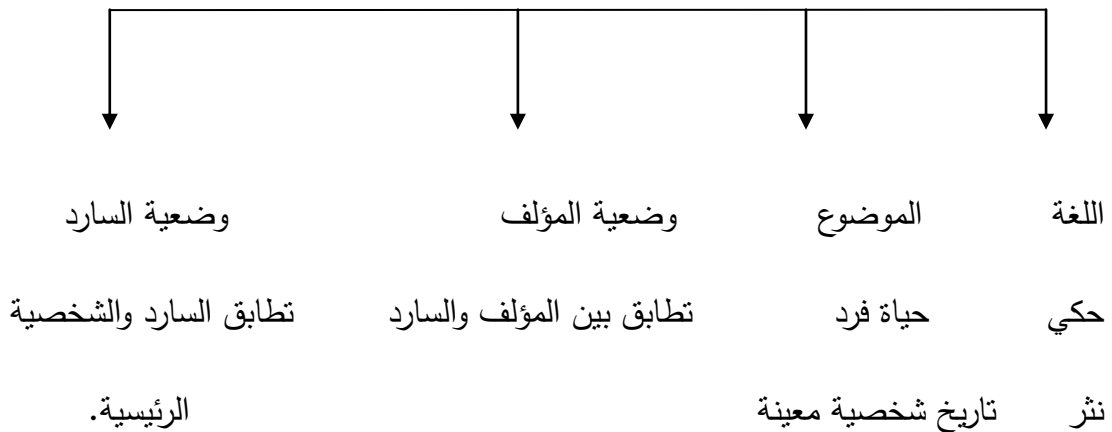 اللغة الموضوع وضعية المؤلف وضعية السارد
حكي حياة فرد تطابق بين المؤلف والسارد تطابق السارد والشخصية
نثر تاريخ شخصية معينة الرئيسية.